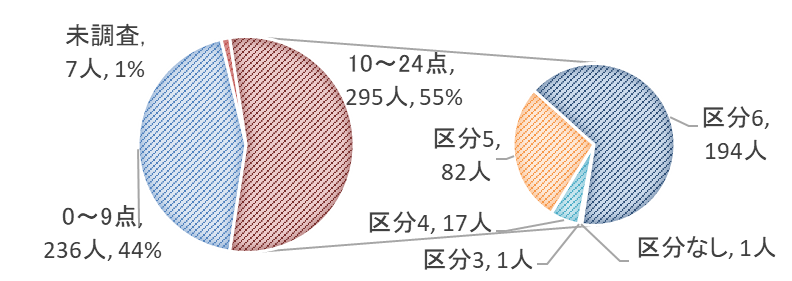 未調査,
7人, 1%
10～24点,
295人, 55%
0～9点,
236人, 44%
区分6,
194人
区分5,
82人
区分4, 17人
区分3, 1人
区分なし, 1人